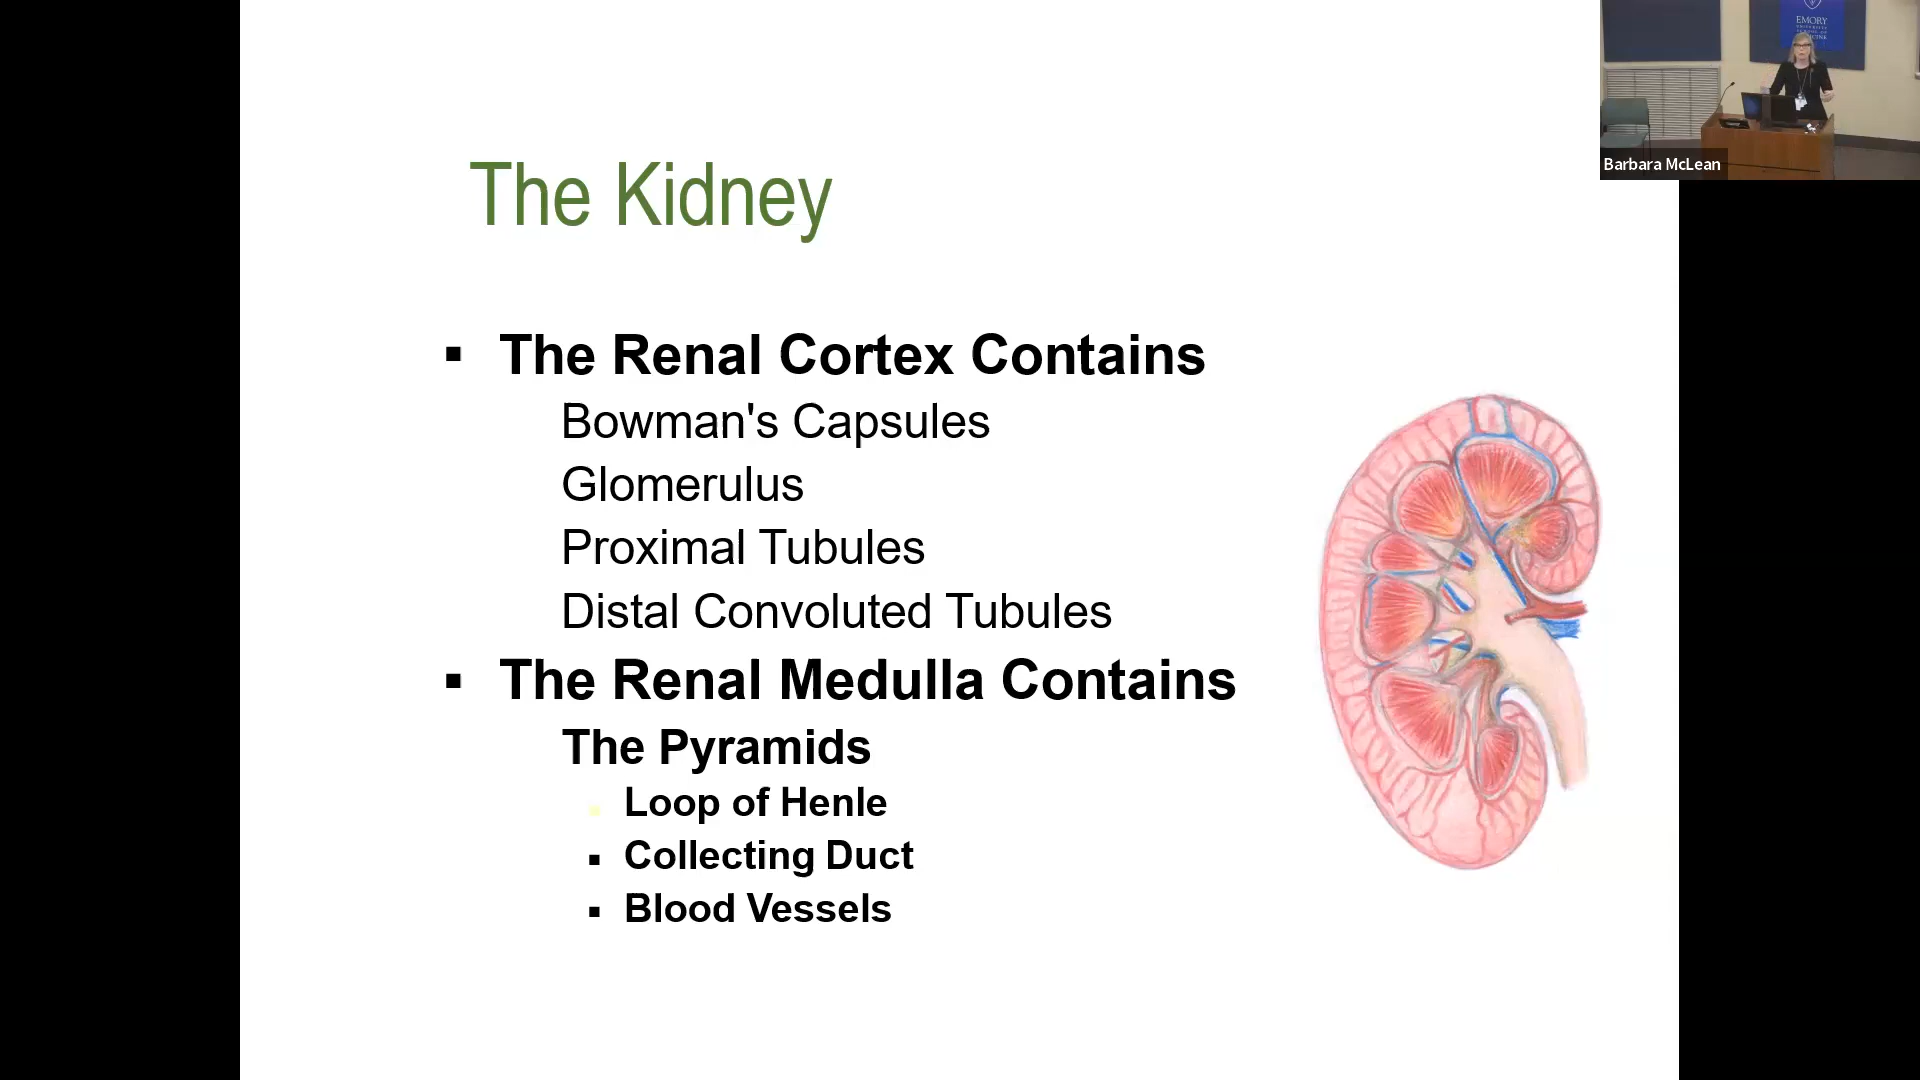 EMORY
Barbara McLean
The Kidney
▪ The Renal Cortex Contains
Bowman's Capsules
Glomerulus
Proximal Tubules
Distal Convoluted Tubules
▪ The Renal Medulla Contains
The Pyramids
▪ Loop of Henle
▪ Collecting Duct
▪ Blood Vessels